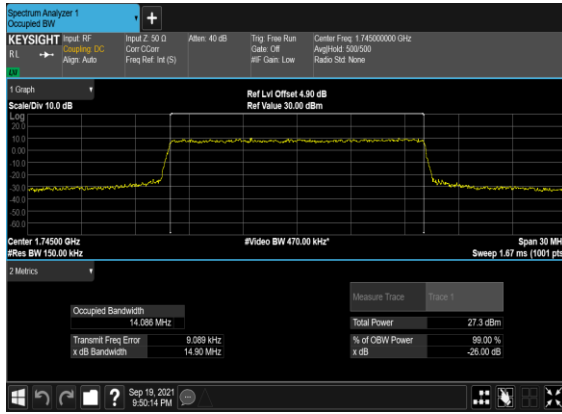 Spectrum Analyzer 1
Occupied BW
+
KEYSIGHT
RL
LW
Input: RF
Coupling: DC
Align: Auto
Input Z: 50 Ω
Corr CCorr
Freq Ref: Int (S)
Atten: 40 dB
Trig: Free Run
Gate: Off
#IF Gain: Low
Center Freq: 1.745000000 GHz
Avg|Hold: 500/500
Radio Std: None
1 Graph
Scale/Div 10.0 dB
Ref Lvl Offset 4.90 dB
Ref Value 30.00 dBm
Log
20.0
10.0
0.00
-10.0
-20.0
-30.0
-40.0
-50.0
-60.0
Center 1.74500 GHz
#Video BW 470.00 kHz*
Span 30 MH
#Res BW 150.00 kHz
Sweep 1.67 ms (1001 pts
2 Metrics
Measure Trace Trace 1
Occupied Bandwidth
14.086 MHz
Total Power 27.3 dBm
Transmit Freq Error 9.089 kHz
% of OBW Power 99.00 %
x dB Bandwidth 14.90 MHz
x dB -26.00 dB
?
Sep 19, 2021
9:50:14 PM